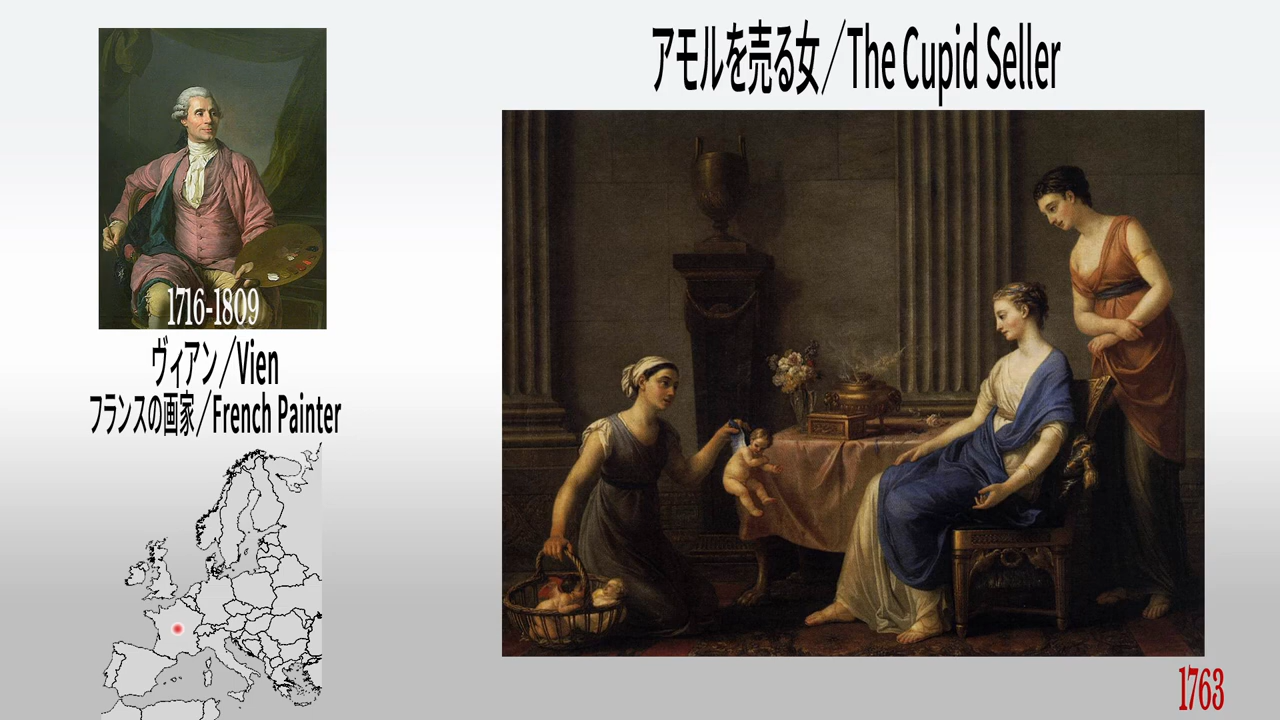 アモルを売る女/The Cupid Seller
1716-1809
ヴィアン/Vien
フランスの画家/French Painter
1763